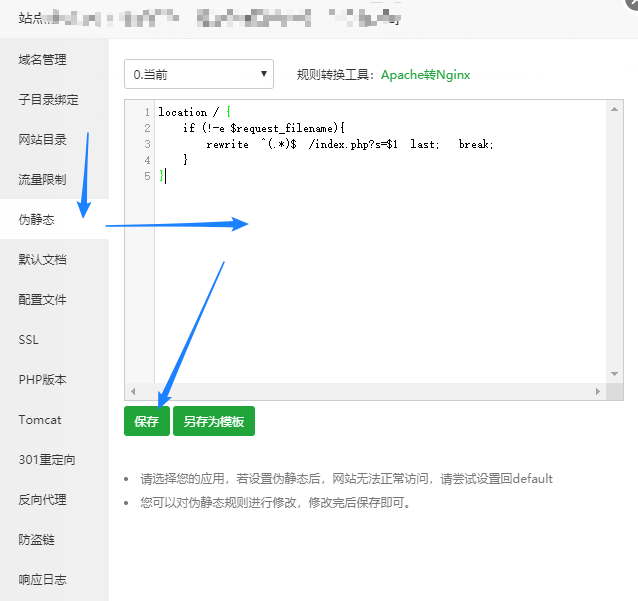 站点
域名管理
子目录绑定
网站目录
流量限制
伪静态
默认文档
配置文件
SSL
PHP版本
Tomcat
301重定向
反向代理
防盗链
响应日志
0.当前
规则转换工具：Apache转Nginx
1 location / {
2 if (!-e $request_filename){
3 rewrite ^(.*)$ /index.php?s=$1 last; break;
4 }
5 }
保存
另存为模板
请选择您的应用，若设置伪静态后，网站无法正常访问，请尝试设置回default
您可以对伪静态规则进行修改，修改完后保存即可。